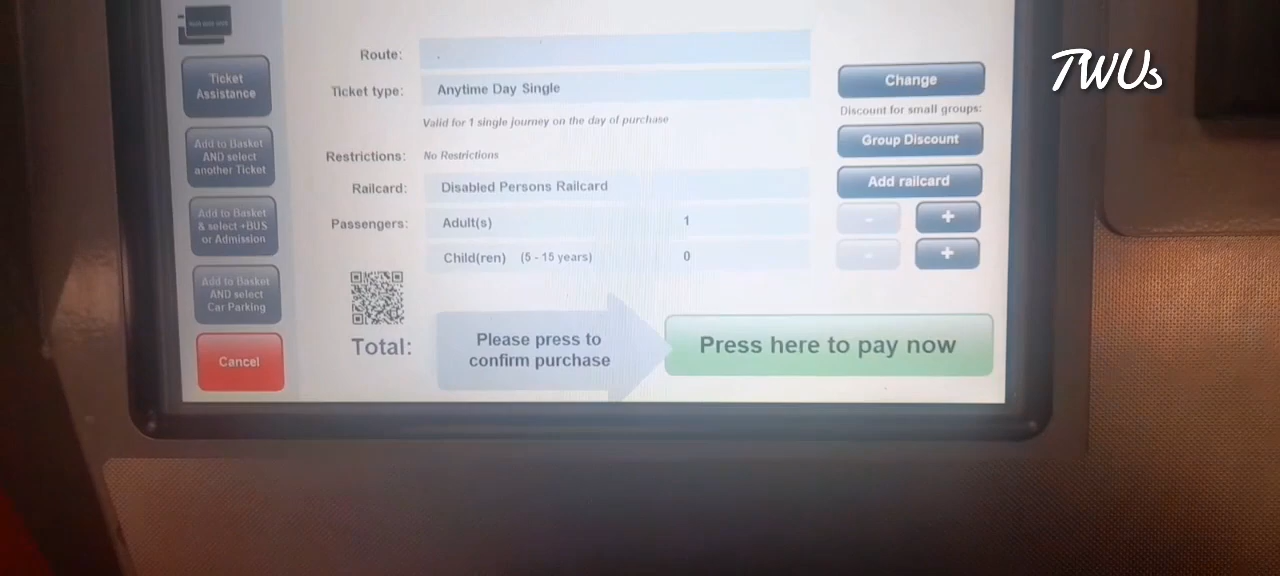 TWUs
Route: .
Change
Ticket
Assistance
Ticket type: Anytime Day Single
Discount for small groups:
Valid for 1 single journey on the day of purchase
Group Discount
Add to Basket
AND select
another Ticket
Restrictions: No Restrictions
Add railcard
Railcard: Disabled Persons Railcard
Add to Basket
& select +BUS
or Admission
Passengers: Adult(s) 1 - +
Child(ren) (5 - 15 years) 0 - +
Add to Basket
AND select
Car Parking
Total:
Please press to
confirm purchase
Press here to pay now
Cancel